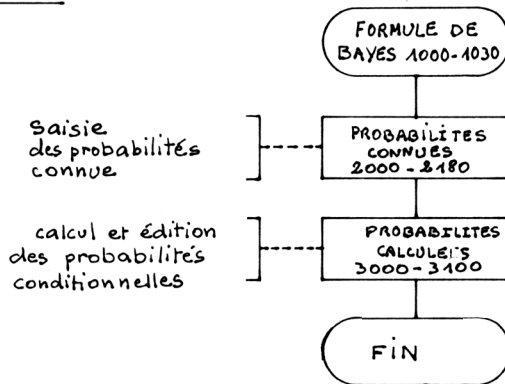 FORMULE DE
BAYES 1000-1030
saisie
des probabilités
connue
PROBABILITES
CONNUES
2000-2180
calcul et édition
des probabilités
conditionnelles
PROBABILITES
CALCULEES
3000-3100
FIN